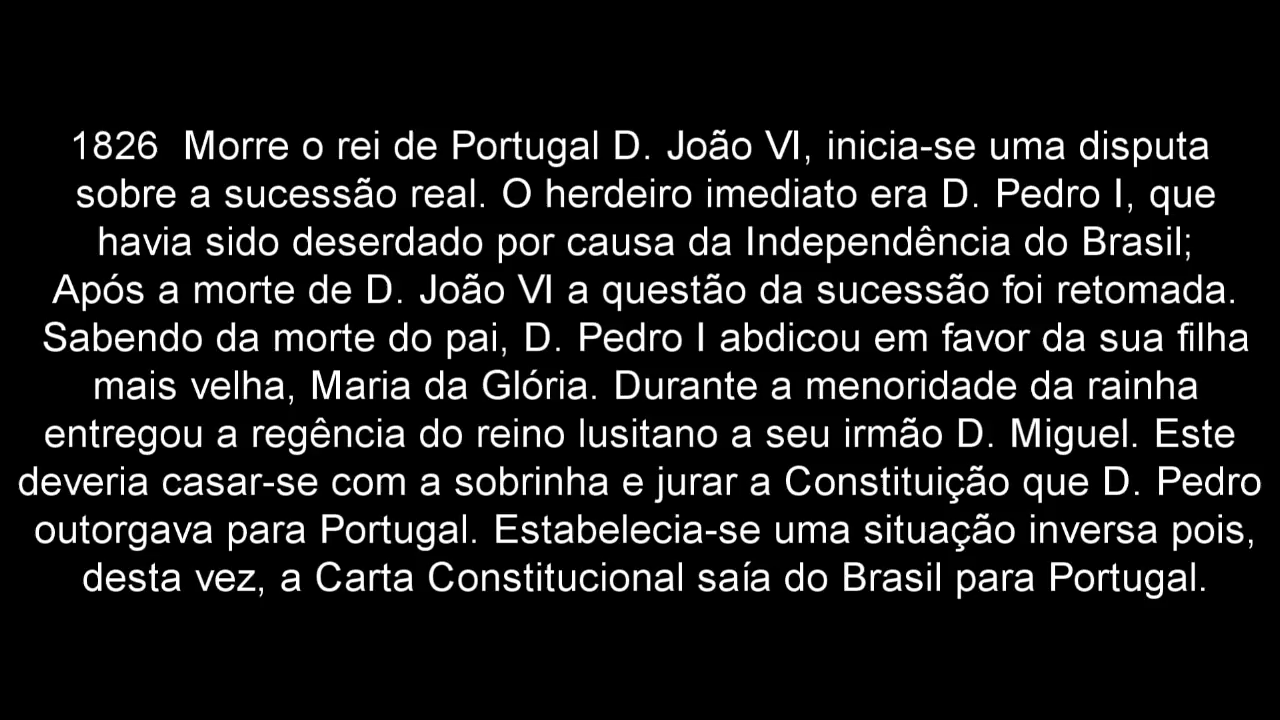 1826  Morre o rei de Portugal D. João VI, inicia-se uma disputa
sobre a sucessão real. O herdeiro imediato era D. Pedro I, que
havia sido deserdado por causa da Independência do Brasil;
Após a morte de D. João VI a questão da sucessão foi retomada.
Sabendo da morte do pai, D. Pedro I abdicou em favor da sua filha
mais velha, Maria da Glória. Durante a menoridade da rainha
entregou a regência do reino lusitano a seu irmão D. Miguel. Este
deveria casar-se com a sobrinha e jurar a Constituição que D. Pedro
outorgava para Portugal. Estabelecia-se uma situação inversa pois,
desta vez, a Carta Constitucional saía do Brasil para Portugal.